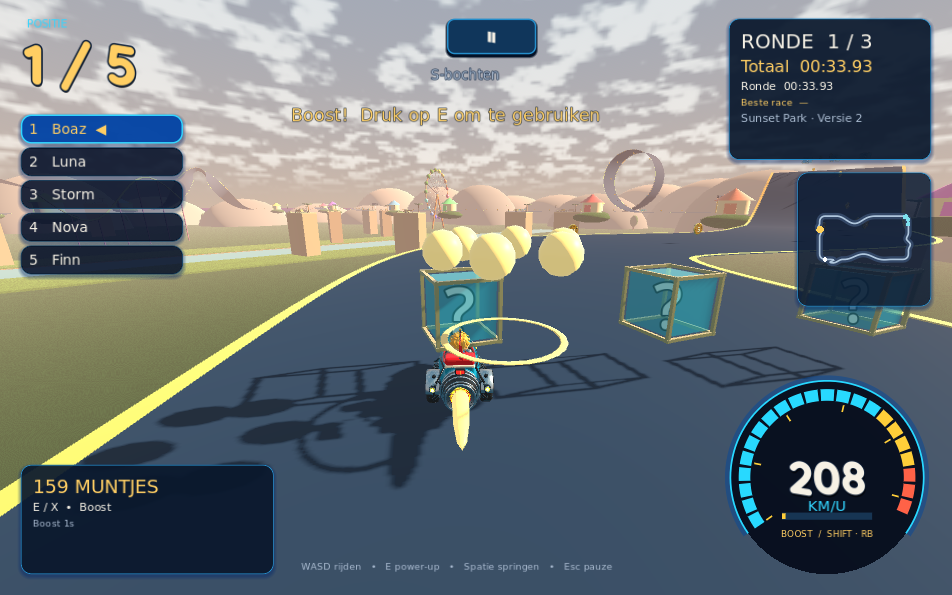 POSITIE
1 / 5
1 Boaz ◀
2 Luna
3 Storm
4 Nova
5 Finn
S-bochten
Boost! Druk op E om te gebruiken
RONDE 1 / 3
Totaal 00:33.93
Ronde 00:33.93
Beste race —
Sunset Park · Versie 2
?
?
?
159 MUNTJES
E / X • Boost
Boost 1s
208
KM/U
BOOST / SHIFT · RB
WASD rijden • E power-up • Spatie springen • Esc pauze